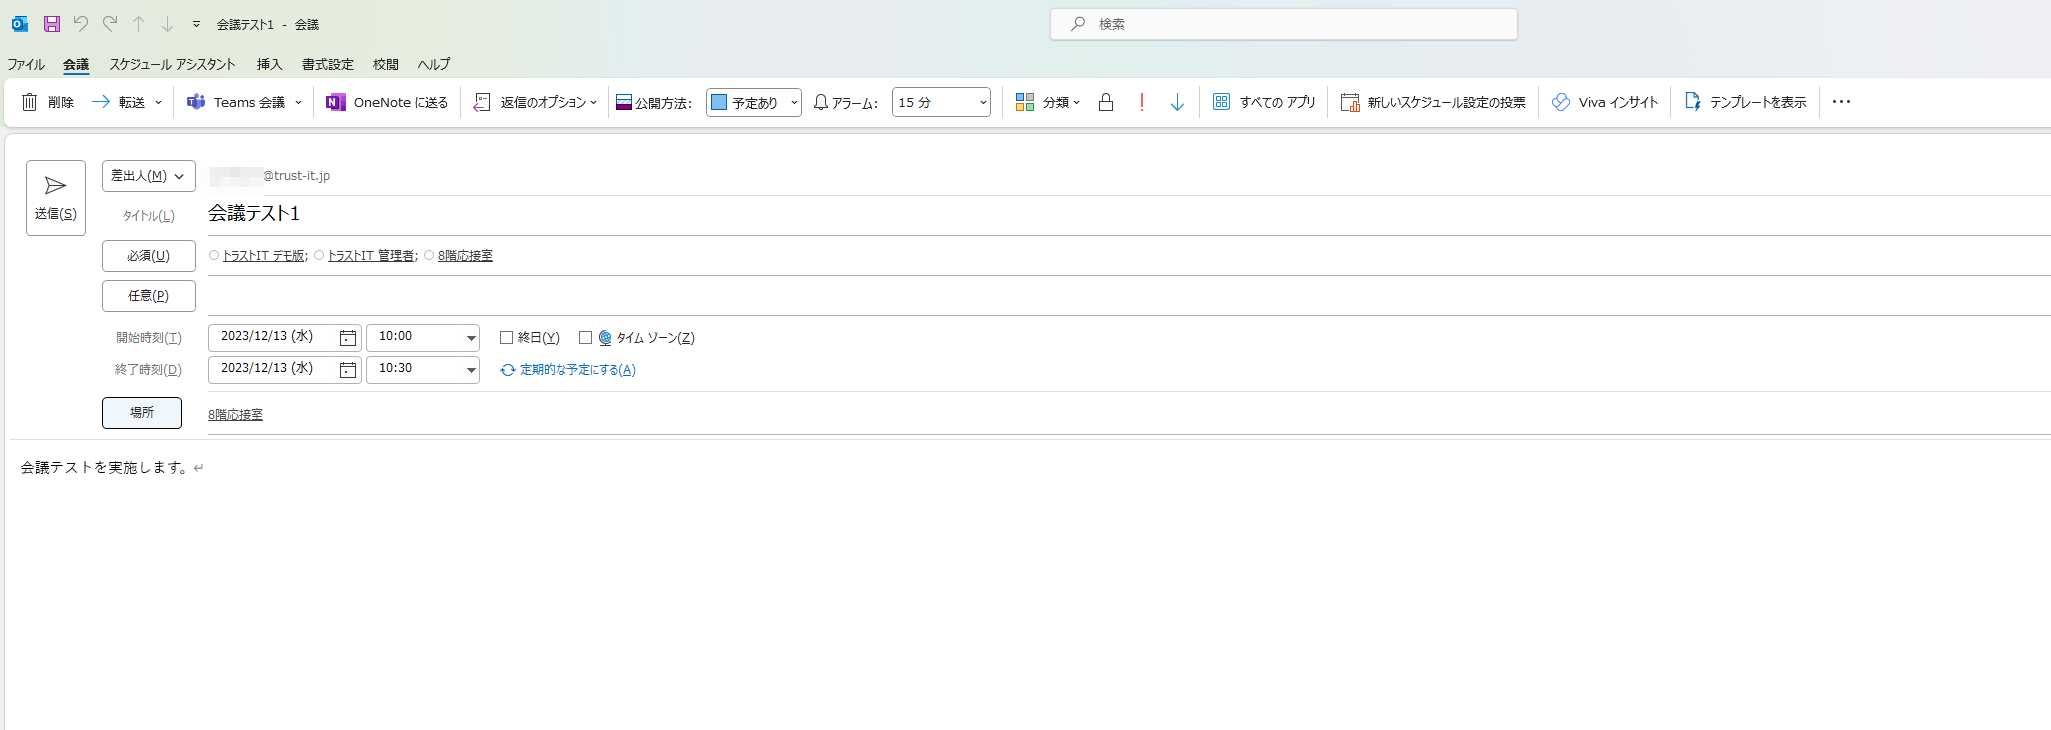 会議テスト1 - 会議
検索
ファイル 会議 スケジュール アシスタント 挿入 書式設定 校閲 ヘルプ
削除 転送 Teams 会議 OneNote に送る 返信のオプション 公開方法: 予定あり アラーム: 15 分 分類 すべての アプリ 新しいスケジュール設定の投票 Viva インサイト テンプレートを表示 …
送信(S)
差出人(M) @trust-it.jp
タイトル(L) 会議テスト1
必須(U) トラストIT デモ版; トラストIT 管理者; 8階応接室
任意(P)
開始時刻(T) 2023/12/13 (水) 10:00 終日(Y) タイム ゾーン(Z)
終了時刻(D) 2023/12/13 (水) 10:30 定期的な予定にする(A)
場所 8階応接室
会議テストを実施します。↵